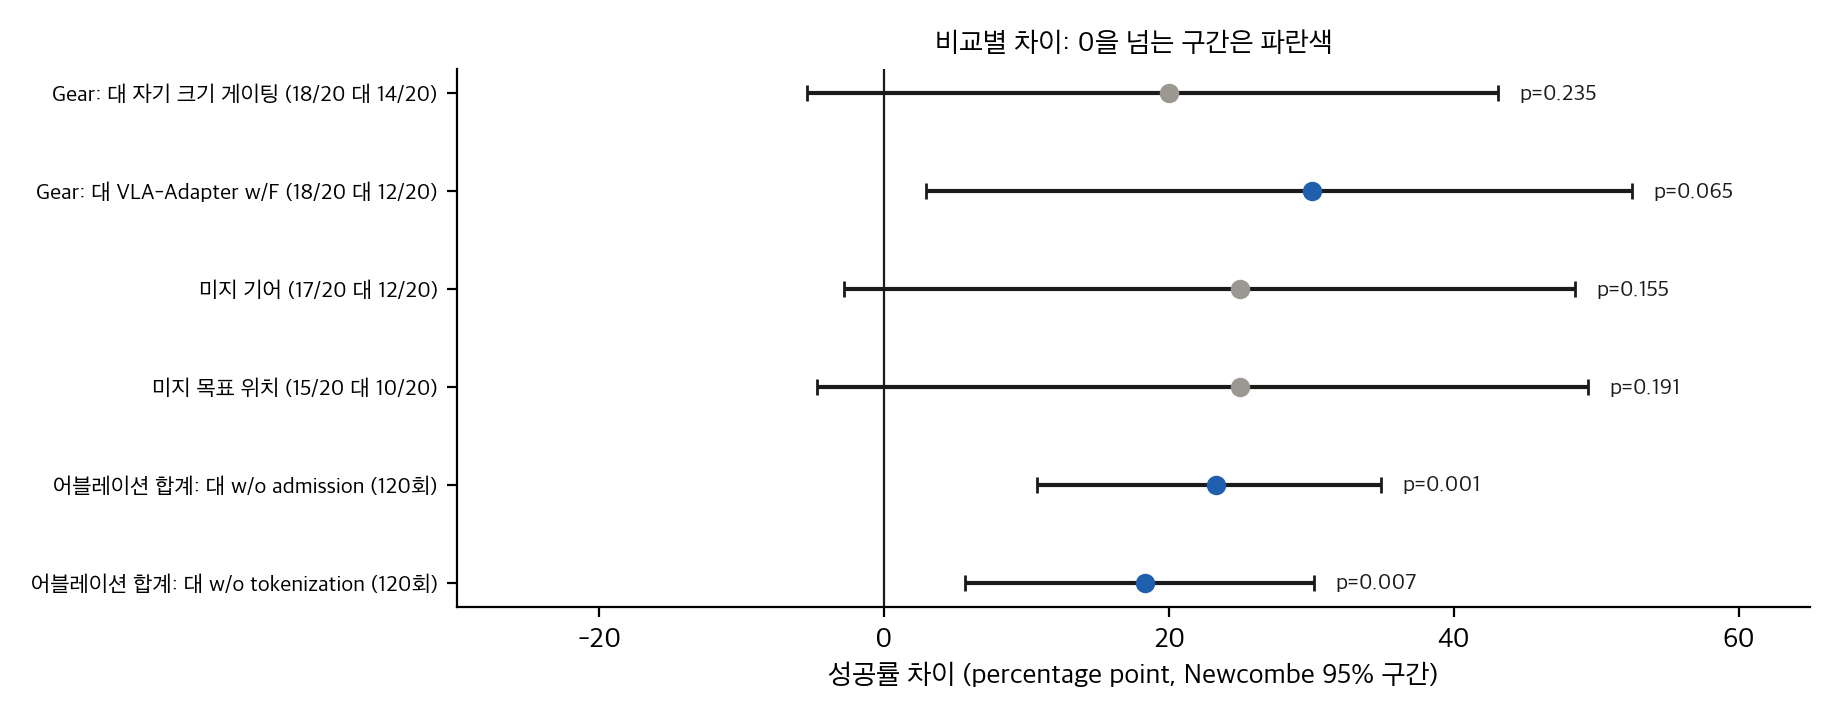 비교별 차이: 0을 넘는 구간은 파란색
Gear: 대 자기 크기 게이팅 (18/20 대 14/20)
p=0.235
Gear: 대 VLA-Adapter w/F (18/20 대 12/20)
p=0.065
미지 기어 (17/20 대 12/20)
p=0.155
미지 목표 위치 (15/20 대 10/20)
p=0.191
어블레이션 합계: 대 w/o admission (120회)
p=0.001
어블레이션 합계: 대 w/o tokenization (120회)
p=0.007
-20 0 20 40 60
성공률 차이 (percentage point, Newcombe 95% 구간)